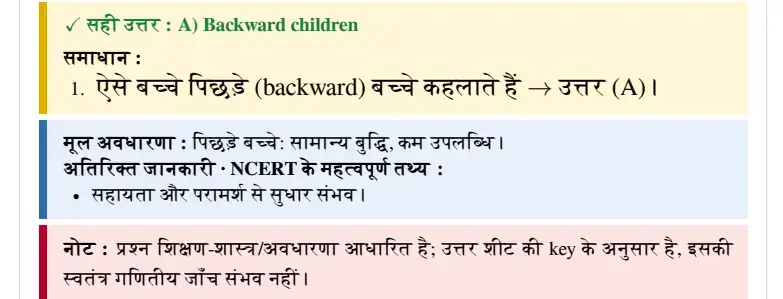 ✓ सही उत्तर : A) Backward children
समाधान :
1. ऐसे बच्चे पिछड़े (backward) बच्चे कहलाते हैं → उत्तर (A)।
मूल अवधारणा : पिछड़े बच्चे: सामान्य बुद्धि, कम उपलब्धि।
अतिरिक्त जानकारी · NCERT के महत्वपूर्ण तथ्य :
• सहायता और परामर्श से सुधार संभव।
नोट : प्रश्न शिक्षण-शास्त्र/अवधारणा आधारित है; उत्तर शीट की key के अनुसार है, इसकी
स्वतंत्र गणितीय जाँच संभव नहीं।